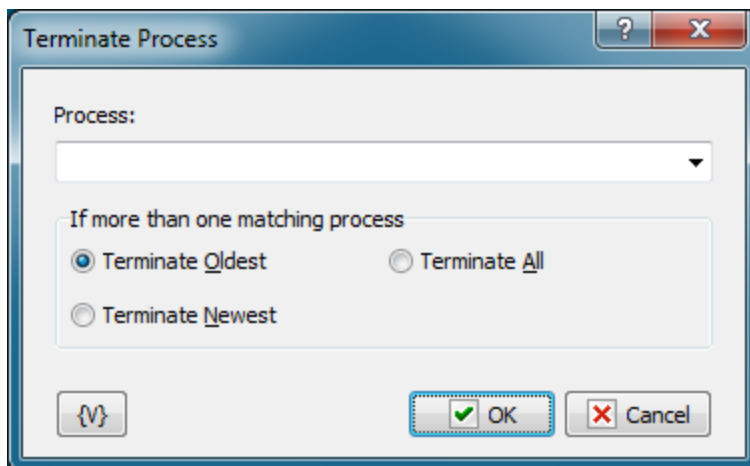 Terminate Process
?
X
Process:
If more than one matching process
Terminate Oldest
Terminate All
Terminate Newest
{V}
OK
Cancel